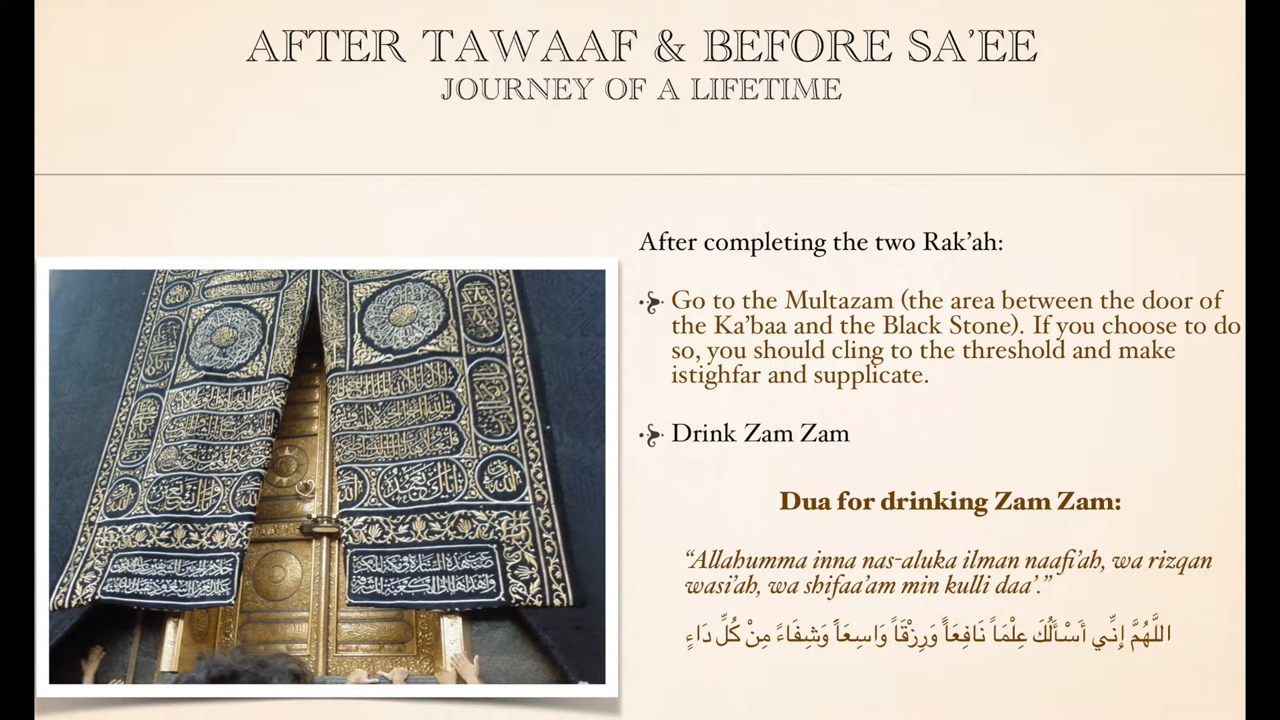 AFTER TAWAAF & BEFORE SA’EE
JOURNEY OF A LIFETIME
After completing the two Rak’ah:
Go to the Multazam (the area between the door of
the Ka’baa and the Black Stone). If you choose to do
so, you should cling to the threshold and make
istighfar and supplicate.
Drink Zam Zam
Dua for drinking Zam Zam:
“Allahumma inna nas-aluka ilman naafi’ah, wa rizqan
wasi’ah, wa shifaa’am min kulli daa’.”
اللَّهُمَّ إِنِّي أَسْأَلُكَ عِلْمَاً نَافِعَاً وَرِزْقَاً وَاسِعَاً وَشِفَاءً مِنْ كُلِّ دَاءٍ